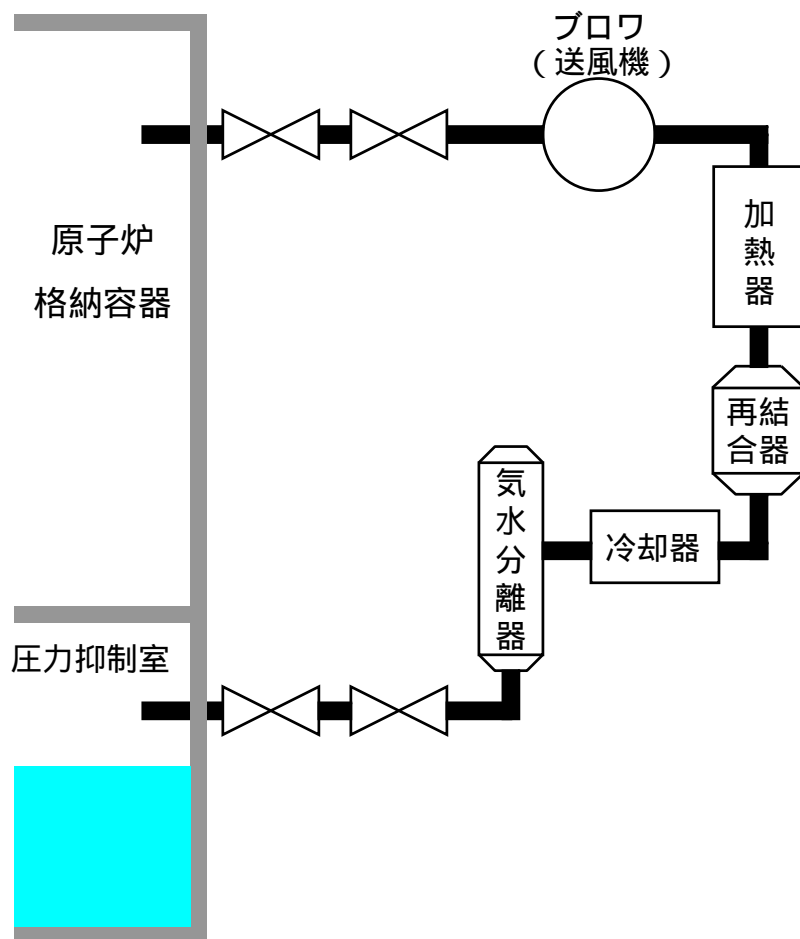 ブロワ
（送風機）
原子炉
格納容器
加熱器
再結
合器
冷却器
気水分離器
圧力抑制室